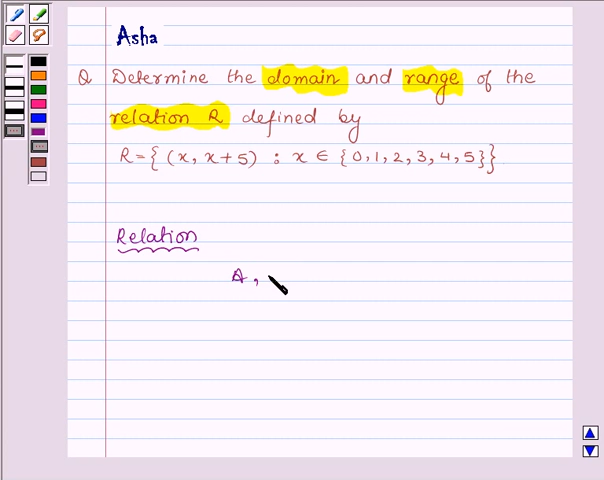 Asha
Q Determine the domain and range of the
relation R defined by
R = { (x, x+5) : x ∈ {0, 1, 2, 3, 4, 5}}
Relation
A ,